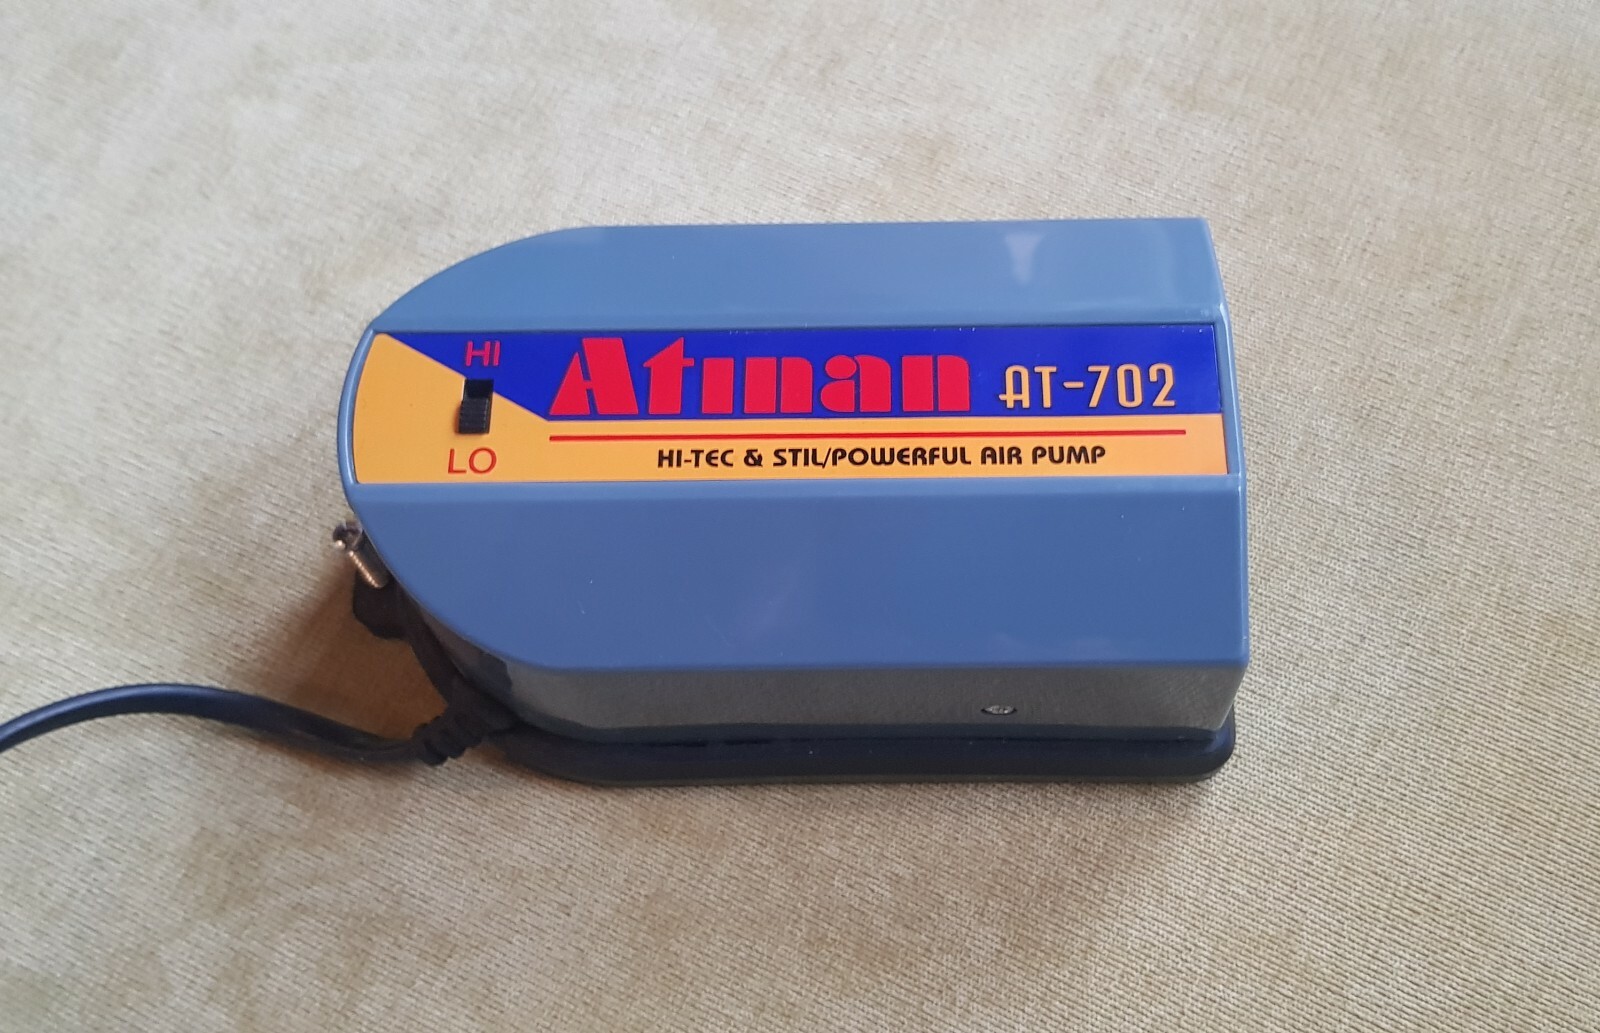 HI
Atman AT-702
LO
HI-TEC & STIL/POWERFUL AIR PUMP